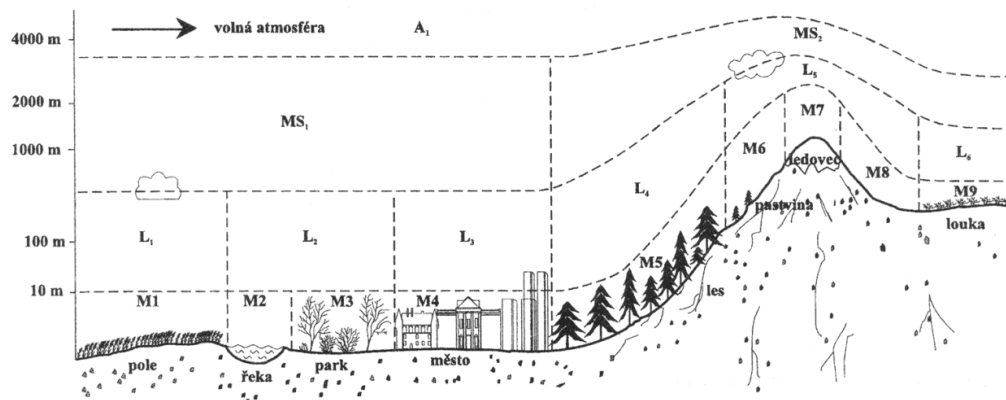 4000 m
volná atmosféra
A₁
MS₂
L₅
2000 m
M7
MS₁
1000 m
M6
ledovec
M8
L₆
L₄
M9
pastvina
louka
100 m
L₁
L₂
L₃
M5
10 m
M1
M2
M3
M4
les
pole
řeka
park
město